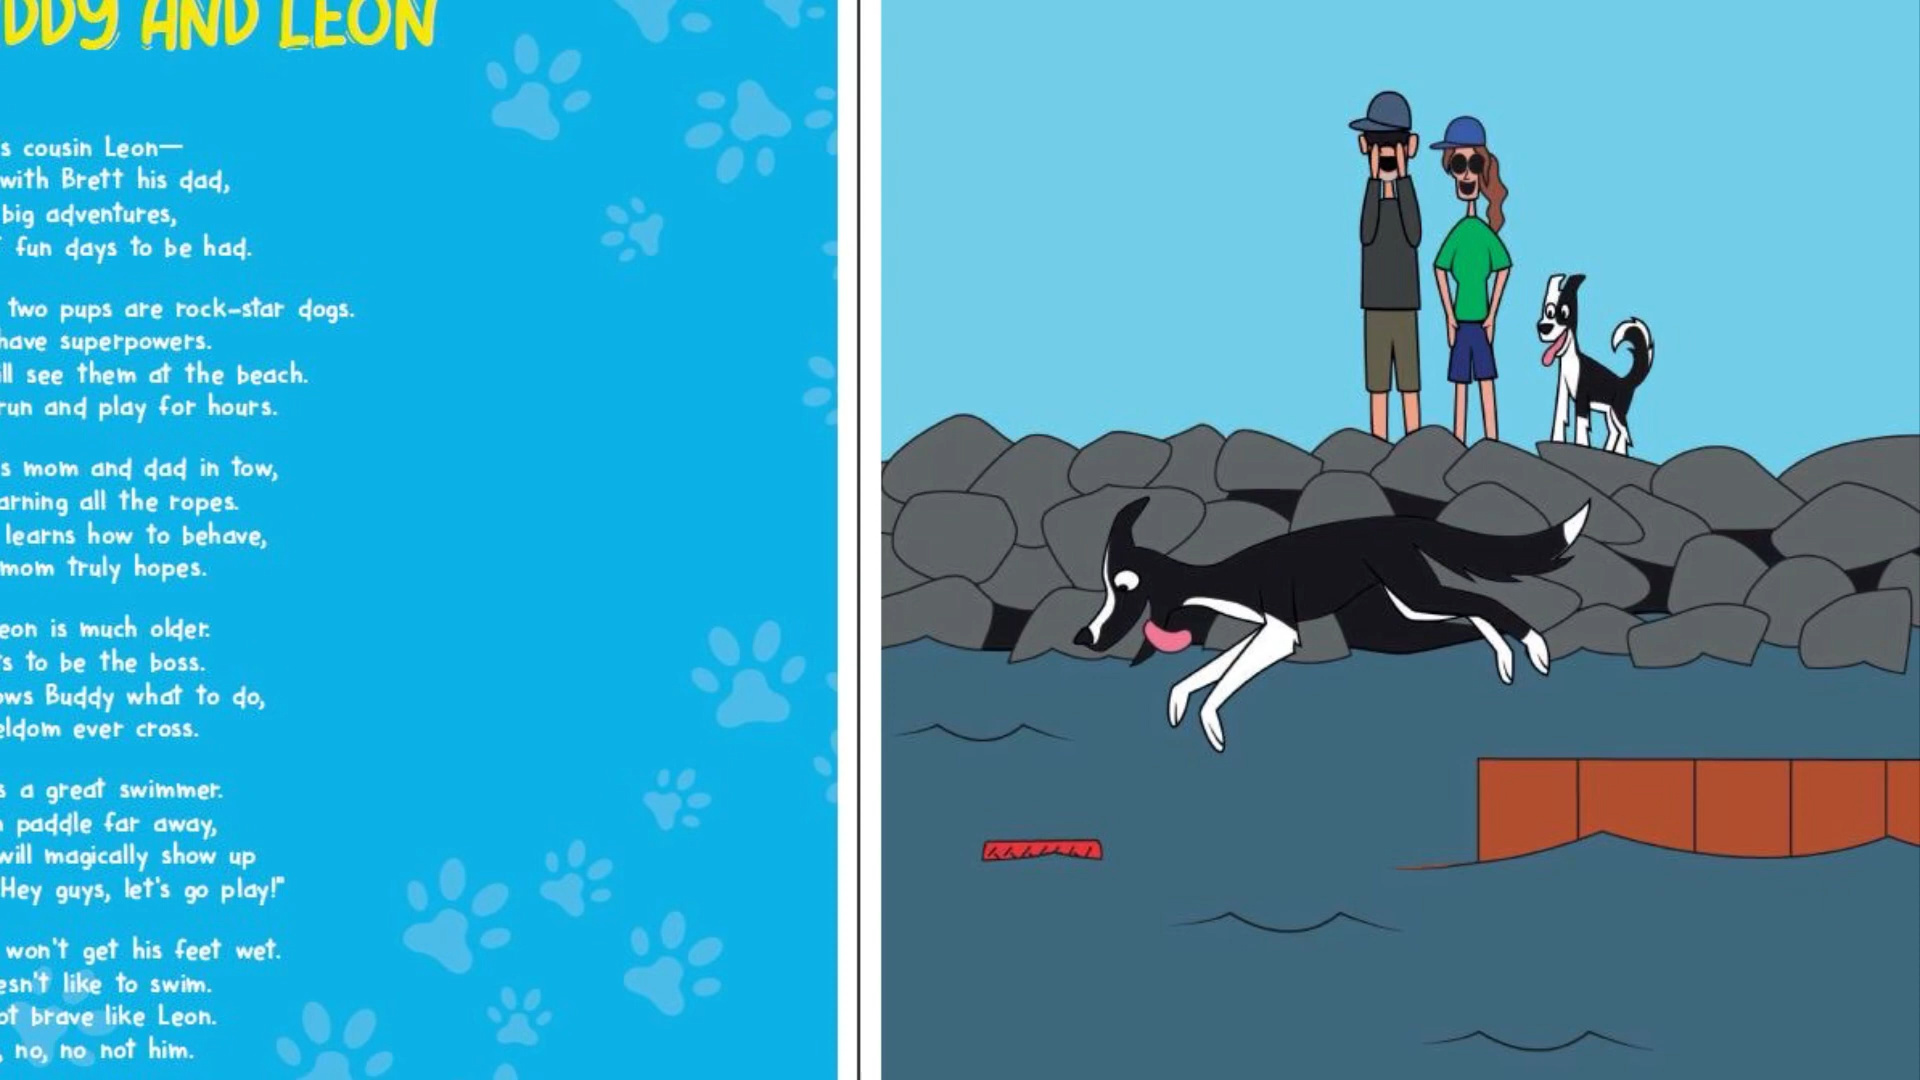 DDY AND LEON
s cousin Leon—
with Brett his dad,
big adventures,
fun days to be had.
two pups are rock-star dogs.
have superpowers.
ll see them at the beach.
run and play for hours.
s mom and dad in tow,
arning all the ropes.
learns how to behave,
mom truly hopes.
eon is much older.
s to be the boss.
ows Buddy what to do,
eldom ever cross.
s a great swimmer.
paddle far away,
will magically show up
Hey guys, let's go play!"
won't get his feet wet.
esn't like to swim.
ot brave like Leon.
, no, no not him.